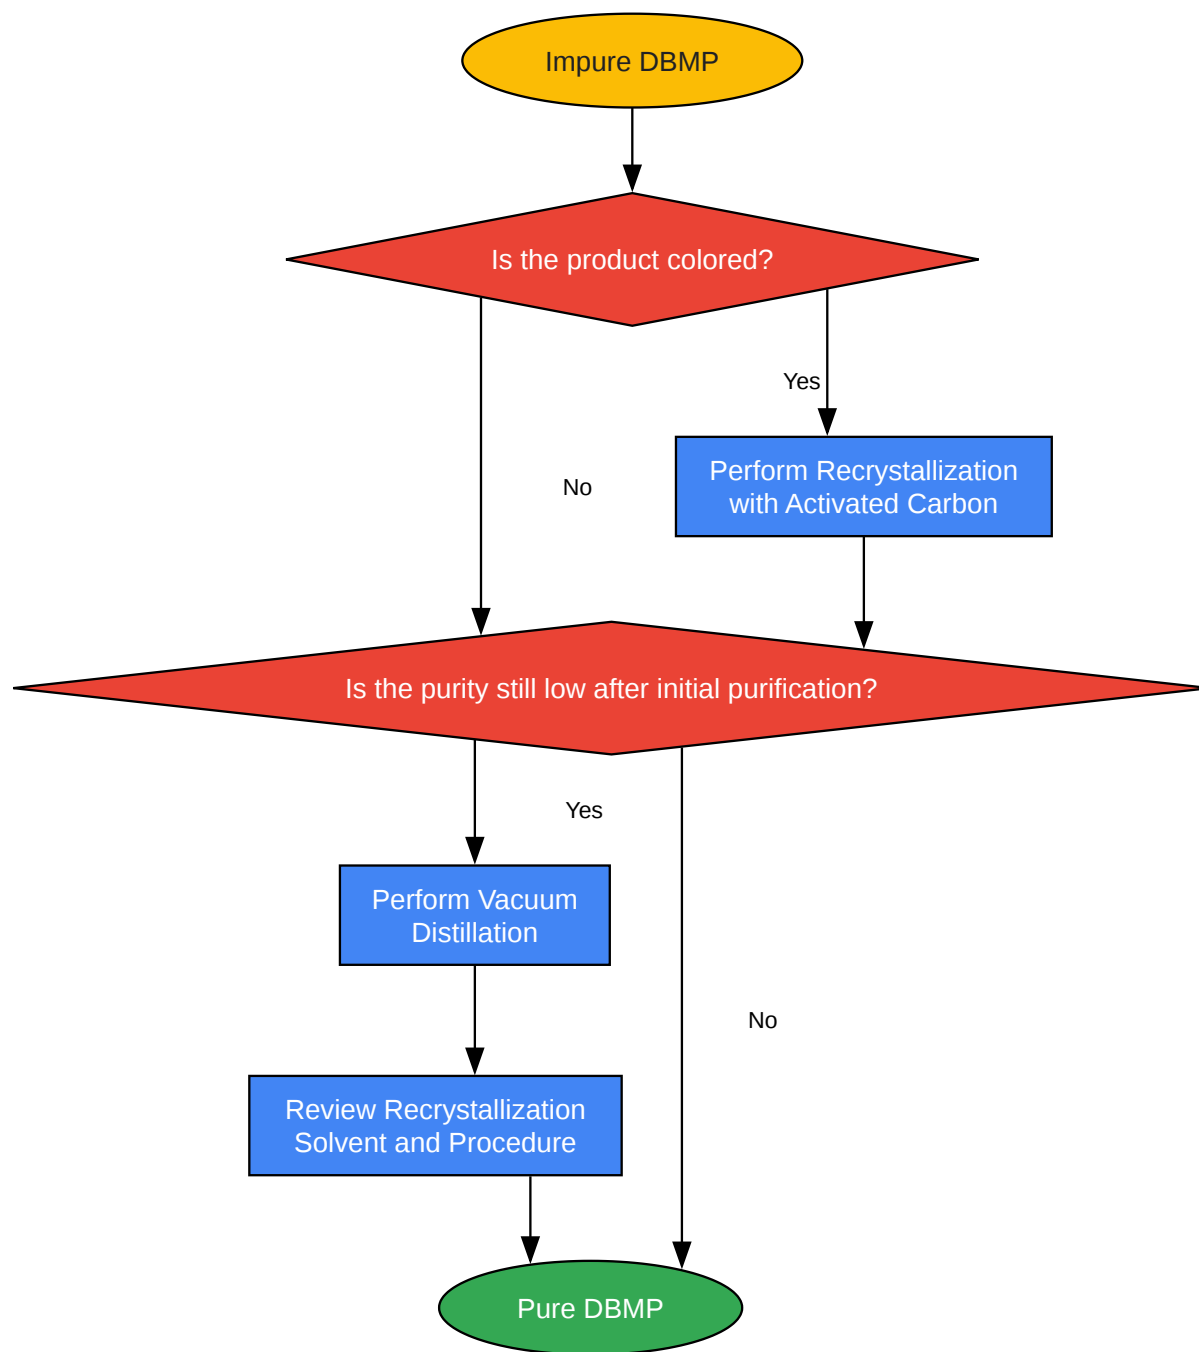 Impure DBMP
Is the product colored?
Yes
Perform Recrystallization
with Activated Carbon
No
Is the purity still low after initial purification?
Yes
Perform Vacuum
Distillation
No
Review Recrystallization
Solvent and Procedure
Pure DBMP